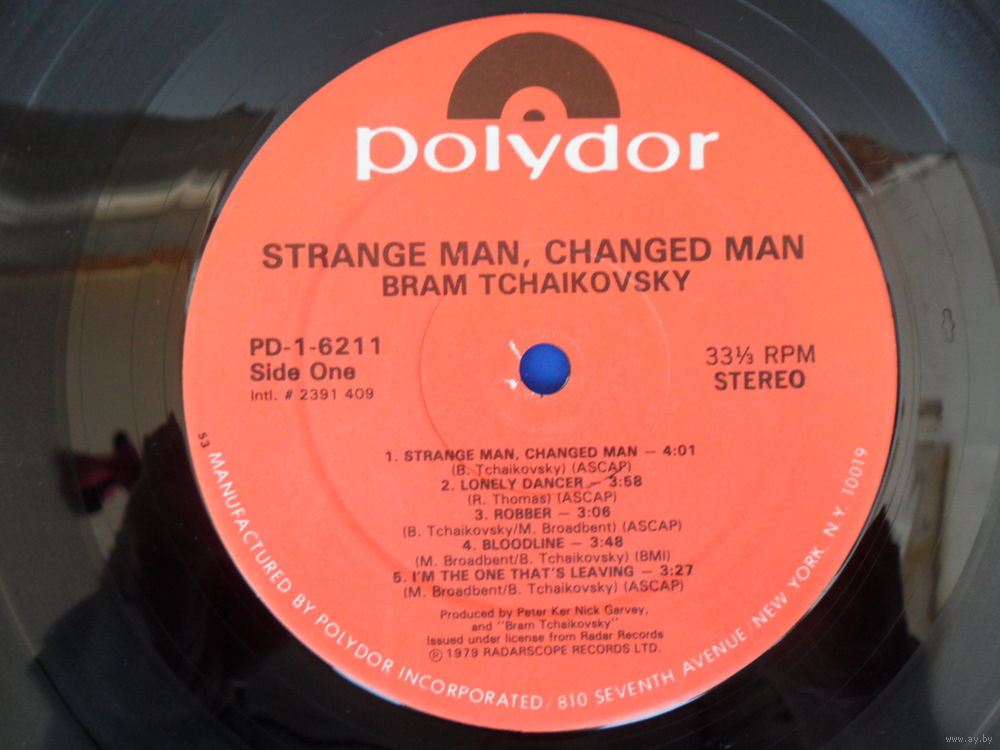 polydor
STRANGE MAN, CHANGED MAN
BRAM TCHAIKOVSKY
PD-1-6211
Side One
Intl. # 2391 409
33⅓ RPM
STEREO
1. STRANGE MAN, CHANGED MAN — 4:01
(B. Tchaikovsky) (ASCAP)
2. LONELY DANCER — 3:58
(R. Thomas) (ASCAP)
3. ROBBER — 3:06
(B. Tchaikovsky/M. Broadbent) (ASCAP)
4. BLOODLINE — 3:48
(M. Broadbent/B. Tchaikovsky) (BMI)
5. I'M THE ONE THAT'S LEAVING — 3:27
(M. Broadbent/B. Tchaikovsky) (ASCAP)
Produced by Peter Ker Nick Garvey,
and "Bram Tchaikovsky"
Issued under license from Radar Records
℗ 1979 RADARSCOPE RECORDS LTD.
53 MANUFACTURED BY POLYDOR INCORPORATED / 810 SEVENTH AVENUE / NEW YORK, N.Y. 10019
www.ay.by